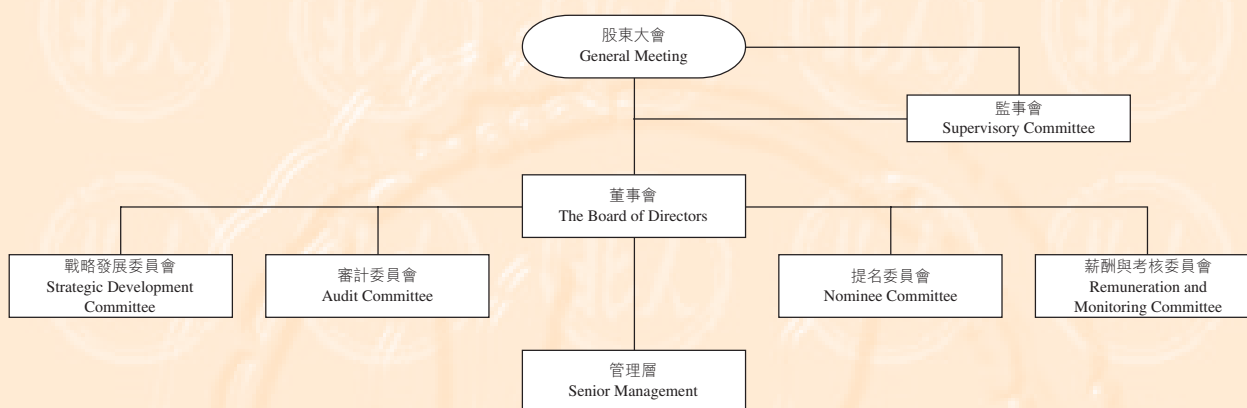 股東大會
General Meeting
監事會
Supervisory Committee
董事會
The Board of Directors
戰略發展委員會
Strategic Development
Committee
審計委員會
Audit Committee
提名委員會
Nominee Committee
薪酬與考核委員會
Remuneration and
Monitoring Committee
管理層
Senior Management